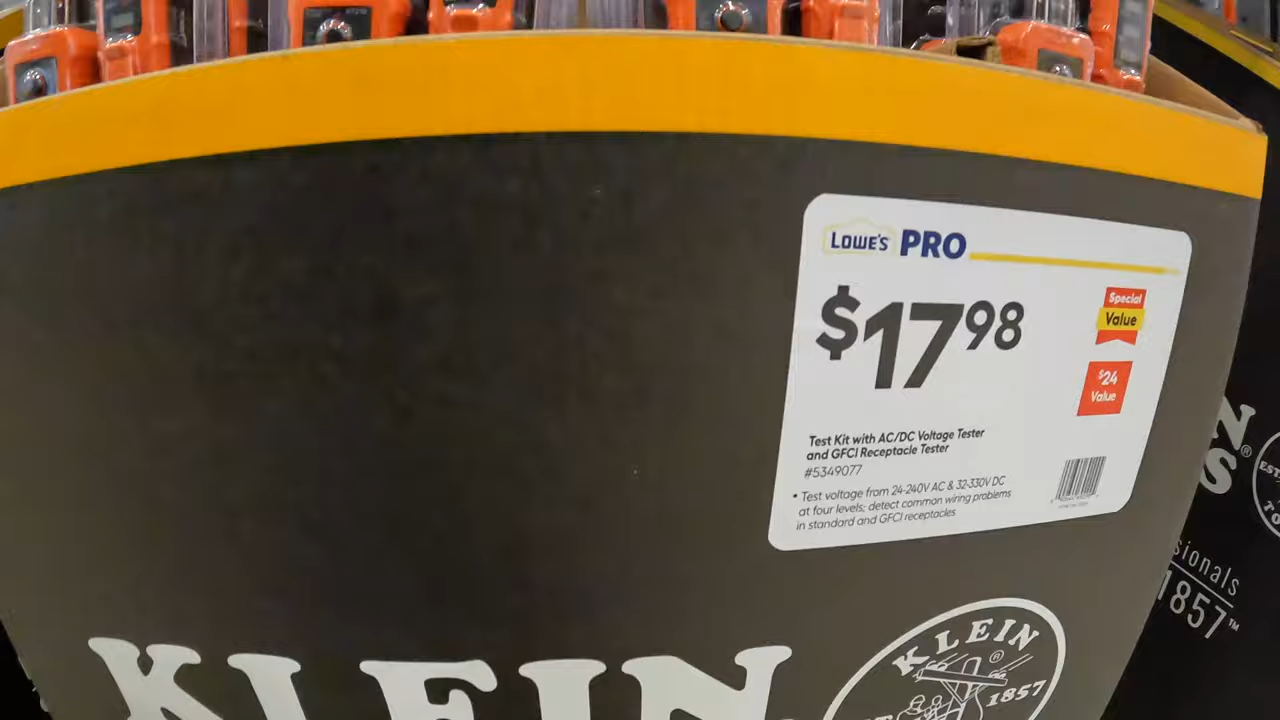 LOWE'S PRO
$17 98
Special
Value
$24
Value
Test Kit with AC/DC Voltage Tester
and GFCI Receptacle Tester
#5349077
• Test voltage from 24-240V AC & 32-330V DC
at four levels; detect common wiring problems
in standard and GFCI receptacles
N
S ®
EST.
TO
sionals
1857™
KLEIN
KLEIN
®
1857